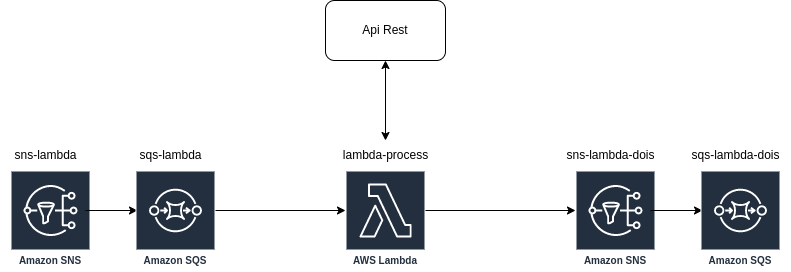 Api Rest
sns-lambda
sqs-lambda
lambda-process
sns-lambda-dois
sqs-lambda-dois
Amazon SNS
Amazon SQS
AWS Lambda
Amazon SNS
Amazon SQS